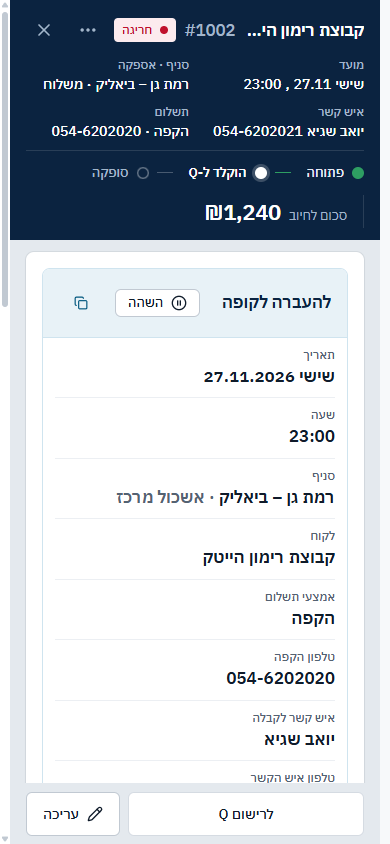 קבוצת רימון הי... #1002 חריגה
מועד סניף · אספקה
שישי 27.11 , 23:00 רמת גן – ביאליק · משלוח
איש קשר תשלום
יואב שגיא 054-6202021 הקפה · 054-6202020
פתוחה הוקלד ל-Q סופקה
סכום לחיוב ₪1,240
להעברה לקופה השהה
תאריך
שישי 27.11.2026
שעה
23:00
סניף
רמת גן – ביאליק · אשכול מרכז
לקוח
קבוצת רימון הייטק
אמצעי תשלום
הקפה
טלפון הקפה
054-6202020
איש קשר לקבלה
יואב שגיא
טלפון איש הקשר
לרישום Q עריכה